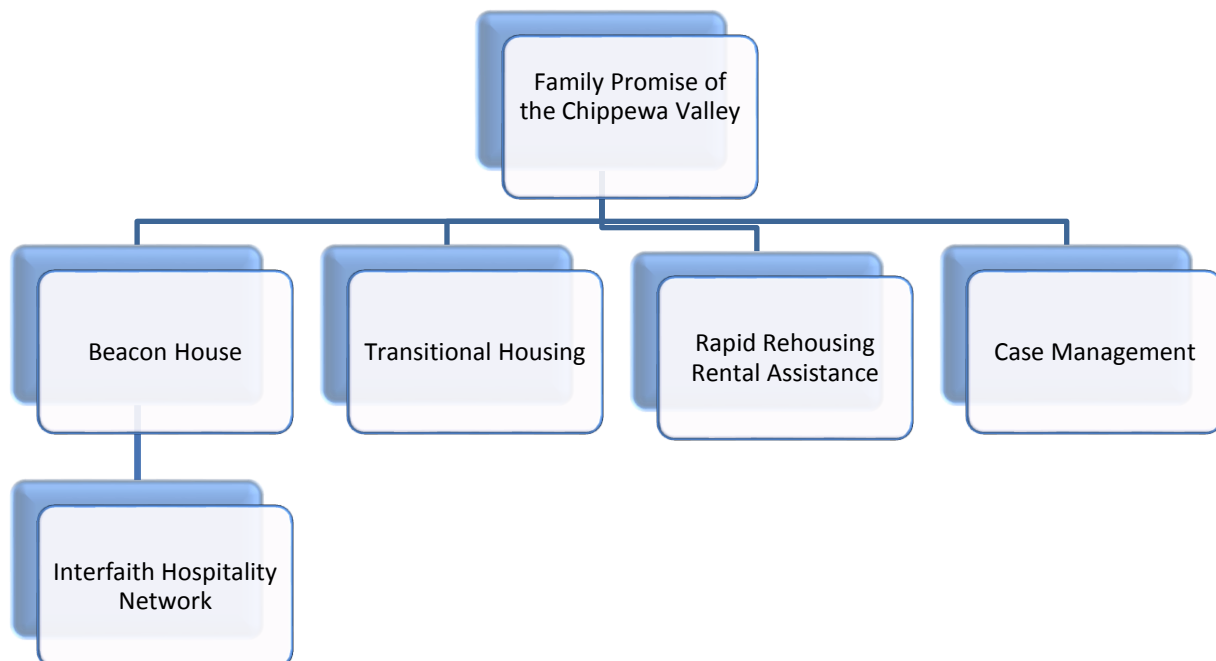 Family Promise of
the Chippewa Valley
Beacon House
Transitional Housing
Rapid Rehousing
Rental Assistance
Case Management
Interfaith Hospitality
Network